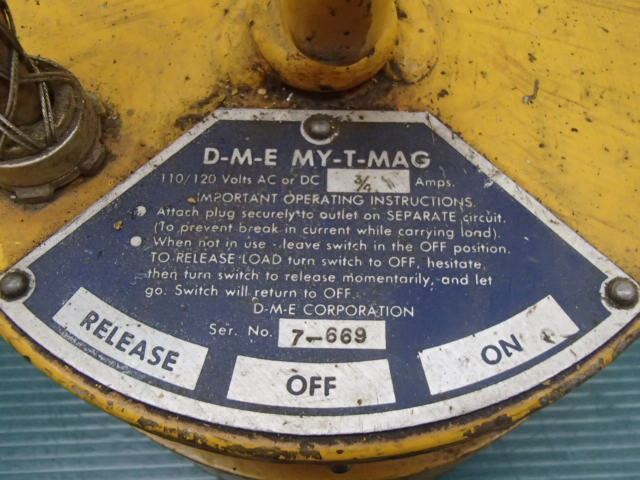 D-M-E MY-T-MAG
110/120 Volts AC or DC Amps.
IMPORTANT OPERATING INSTRUCTIONS
Attach plug securely to outlet on SEPARATE circuit.
(To prevent break in current while carrying load).
When not in use - leave switch in the OFF position.
TO RELEASE LOAD turn switch to OFF, hesitate,
then turn switch to release momentarily, and let
go. Switch will return to OFF.
D-M-E CORPORATION
Ser. No. 7-669
RELEASE
OFF
ON